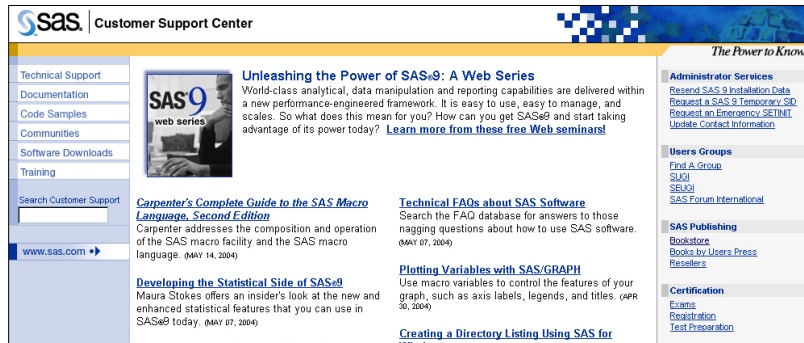 sas. Customer Support Center
The Power to Know
Technical Support
Documentation
Code Samples
Communities
Software Downloads
Training
Search Customer Support
www.sas.com
SAS 9
web series
Unleashing the Power of SAS®9: A Web Series
World-class analytical, data manipulation and reporting capabilities are delivered within
a new performance-engineered framework. It is easy to use, easy to manage, and
scales. So what does this mean for you? How can you get SAS®9 and start taking
advantage of its power today? Learn more from these free Web seminars!
Carpenter's Complete Guide to the SAS Macro
Language, Second Edition
Carpenter addresses the composition and operation
of the SAS macro facility and the SAS macro
language. (MAY 14, 2004)
Developing the Statistical Side of SAS®9
Maura Stokes offers an insider's look at the new and
enhanced statistical features that you can use in
SAS®9 today. (MAY 07, 2004)
Technical FAQs about SAS Software
Search the FAQ database for answers to those
nagging questions about how to use SAS software.
(MAY 07, 2004)
Plotting Variables with SAS/GRAPH
Use macro variables to control the features of your
graph, such as axis labels, legends, and titles. (APR
30, 2004)
Creating a Directory Listing Using SAS for
Administrator Services
Resend SAS 9 Installation Data
Request a SAS 9 Temporary SID
Request an Emergency SETINIT
Update Contact Information
Users Groups
Find A Group
SUGI
SEUGI
SAS Forum International
SAS Publishing
Bookstore
Books by Users Press
Resellers
Certification
Exams
Registration
Test Preparation